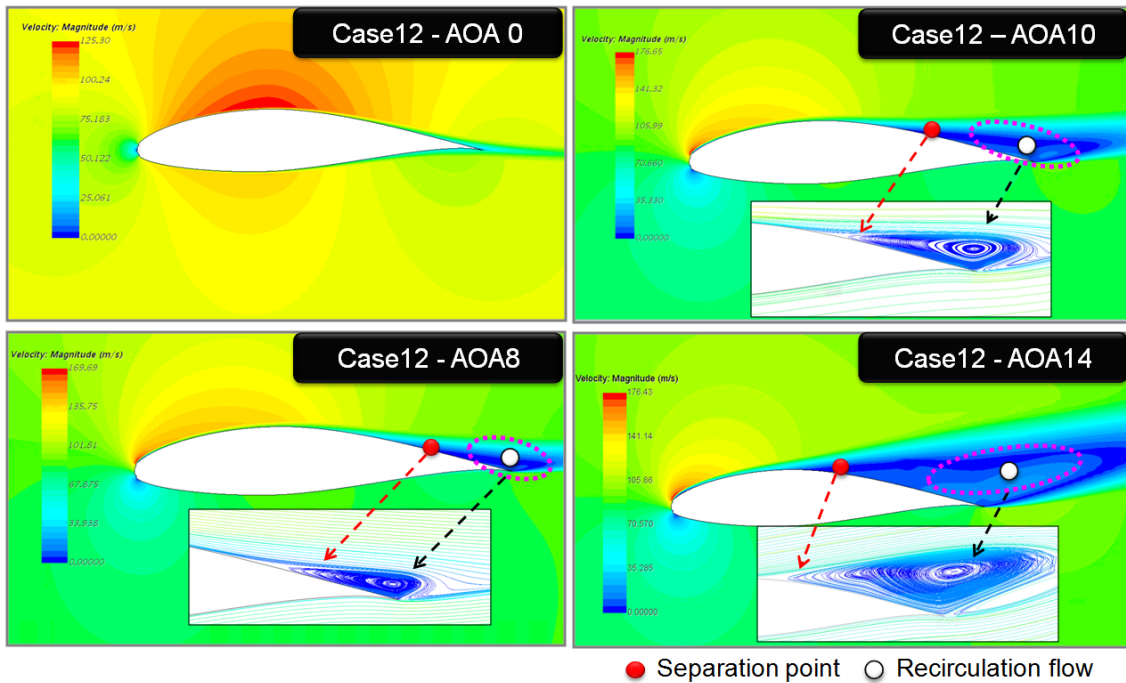 Case12 - AOA 0
Velocity: Magnitude (m/s)
125.30
100.24
75.183
50.122
25.061
0.00000
Case12 – AOA10
Velocity: Magnitude (m/s)
176.65
141.32
105.99
70.660
35.330
0.00000
Case12 - AOA8
Velocity: Magnitude (m/s)
169.69
135.75
101.81
67.875
33.938
0.00000
Case12 - AOA14
Velocity: Magnitude (m/s)
176.43
141.14
105.86
70.570
35.285
0.00000
Separation point
Recirculation flow